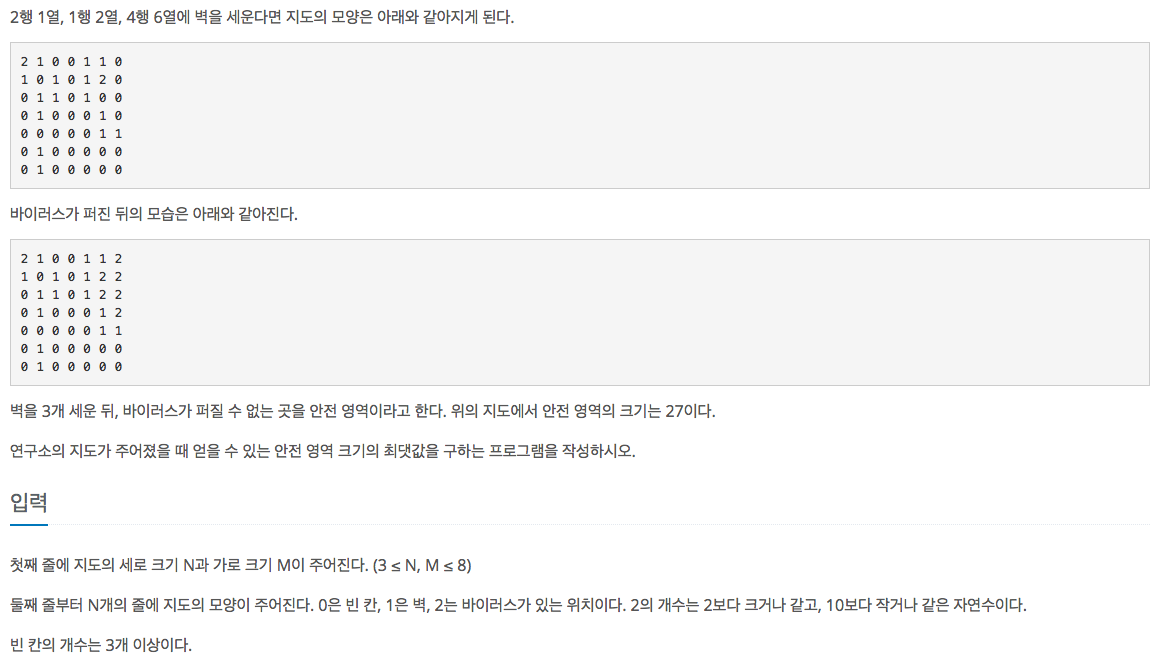 2행 1열, 1행 2열, 4행 6열에 벽을 세운다면 지도의 모양은 아래와 같아지게 된다.
2 1 0 0 1 1 0
1 0 1 0 1 2 0
0 1 1 0 1 0 0
0 1 0 0 0 1 0
0 0 0 0 0 1 1
0 1 0 0 0 0 0
0 1 0 0 0 0 0
바이러스가 퍼진 뒤의 모습은 아래와 같아진다.
2 1 0 0 1 1 2
1 0 1 0 1 2 2
0 1 1 0 1 2 2
0 1 0 0 0 1 2
0 0 0 0 0 1 1
0 1 0 0 0 0 0
0 1 0 0 0 0 0
벽을 3개 세운 뒤, 바이러스가 퍼질 수 없는 곳을 안전 영역이라고 한다. 위의 지도에서 안전 영역의 크기는 27이다.
연구소의 지도가 주어졌을 때 얻을 수 있는 안전 영역 크기의 최댓값을 구하는 프로그램을 작성하시오.
입력
첫째 줄에 지도의 세로 크기 N과 가로 크기 M이 주어진다. (3 ≤ N, M ≤ 8)
둘째 줄부터 N개의 줄에 지도의 모양이 주어진다. 0은 빈 칸, 1은 벽, 2는 바이러스가 있는 위치이다. 2의 개수는 2보다 크거나 같고, 10보다 작거나 같은 자연수이다.
빈 칸의 개수는 3개 이상이다.